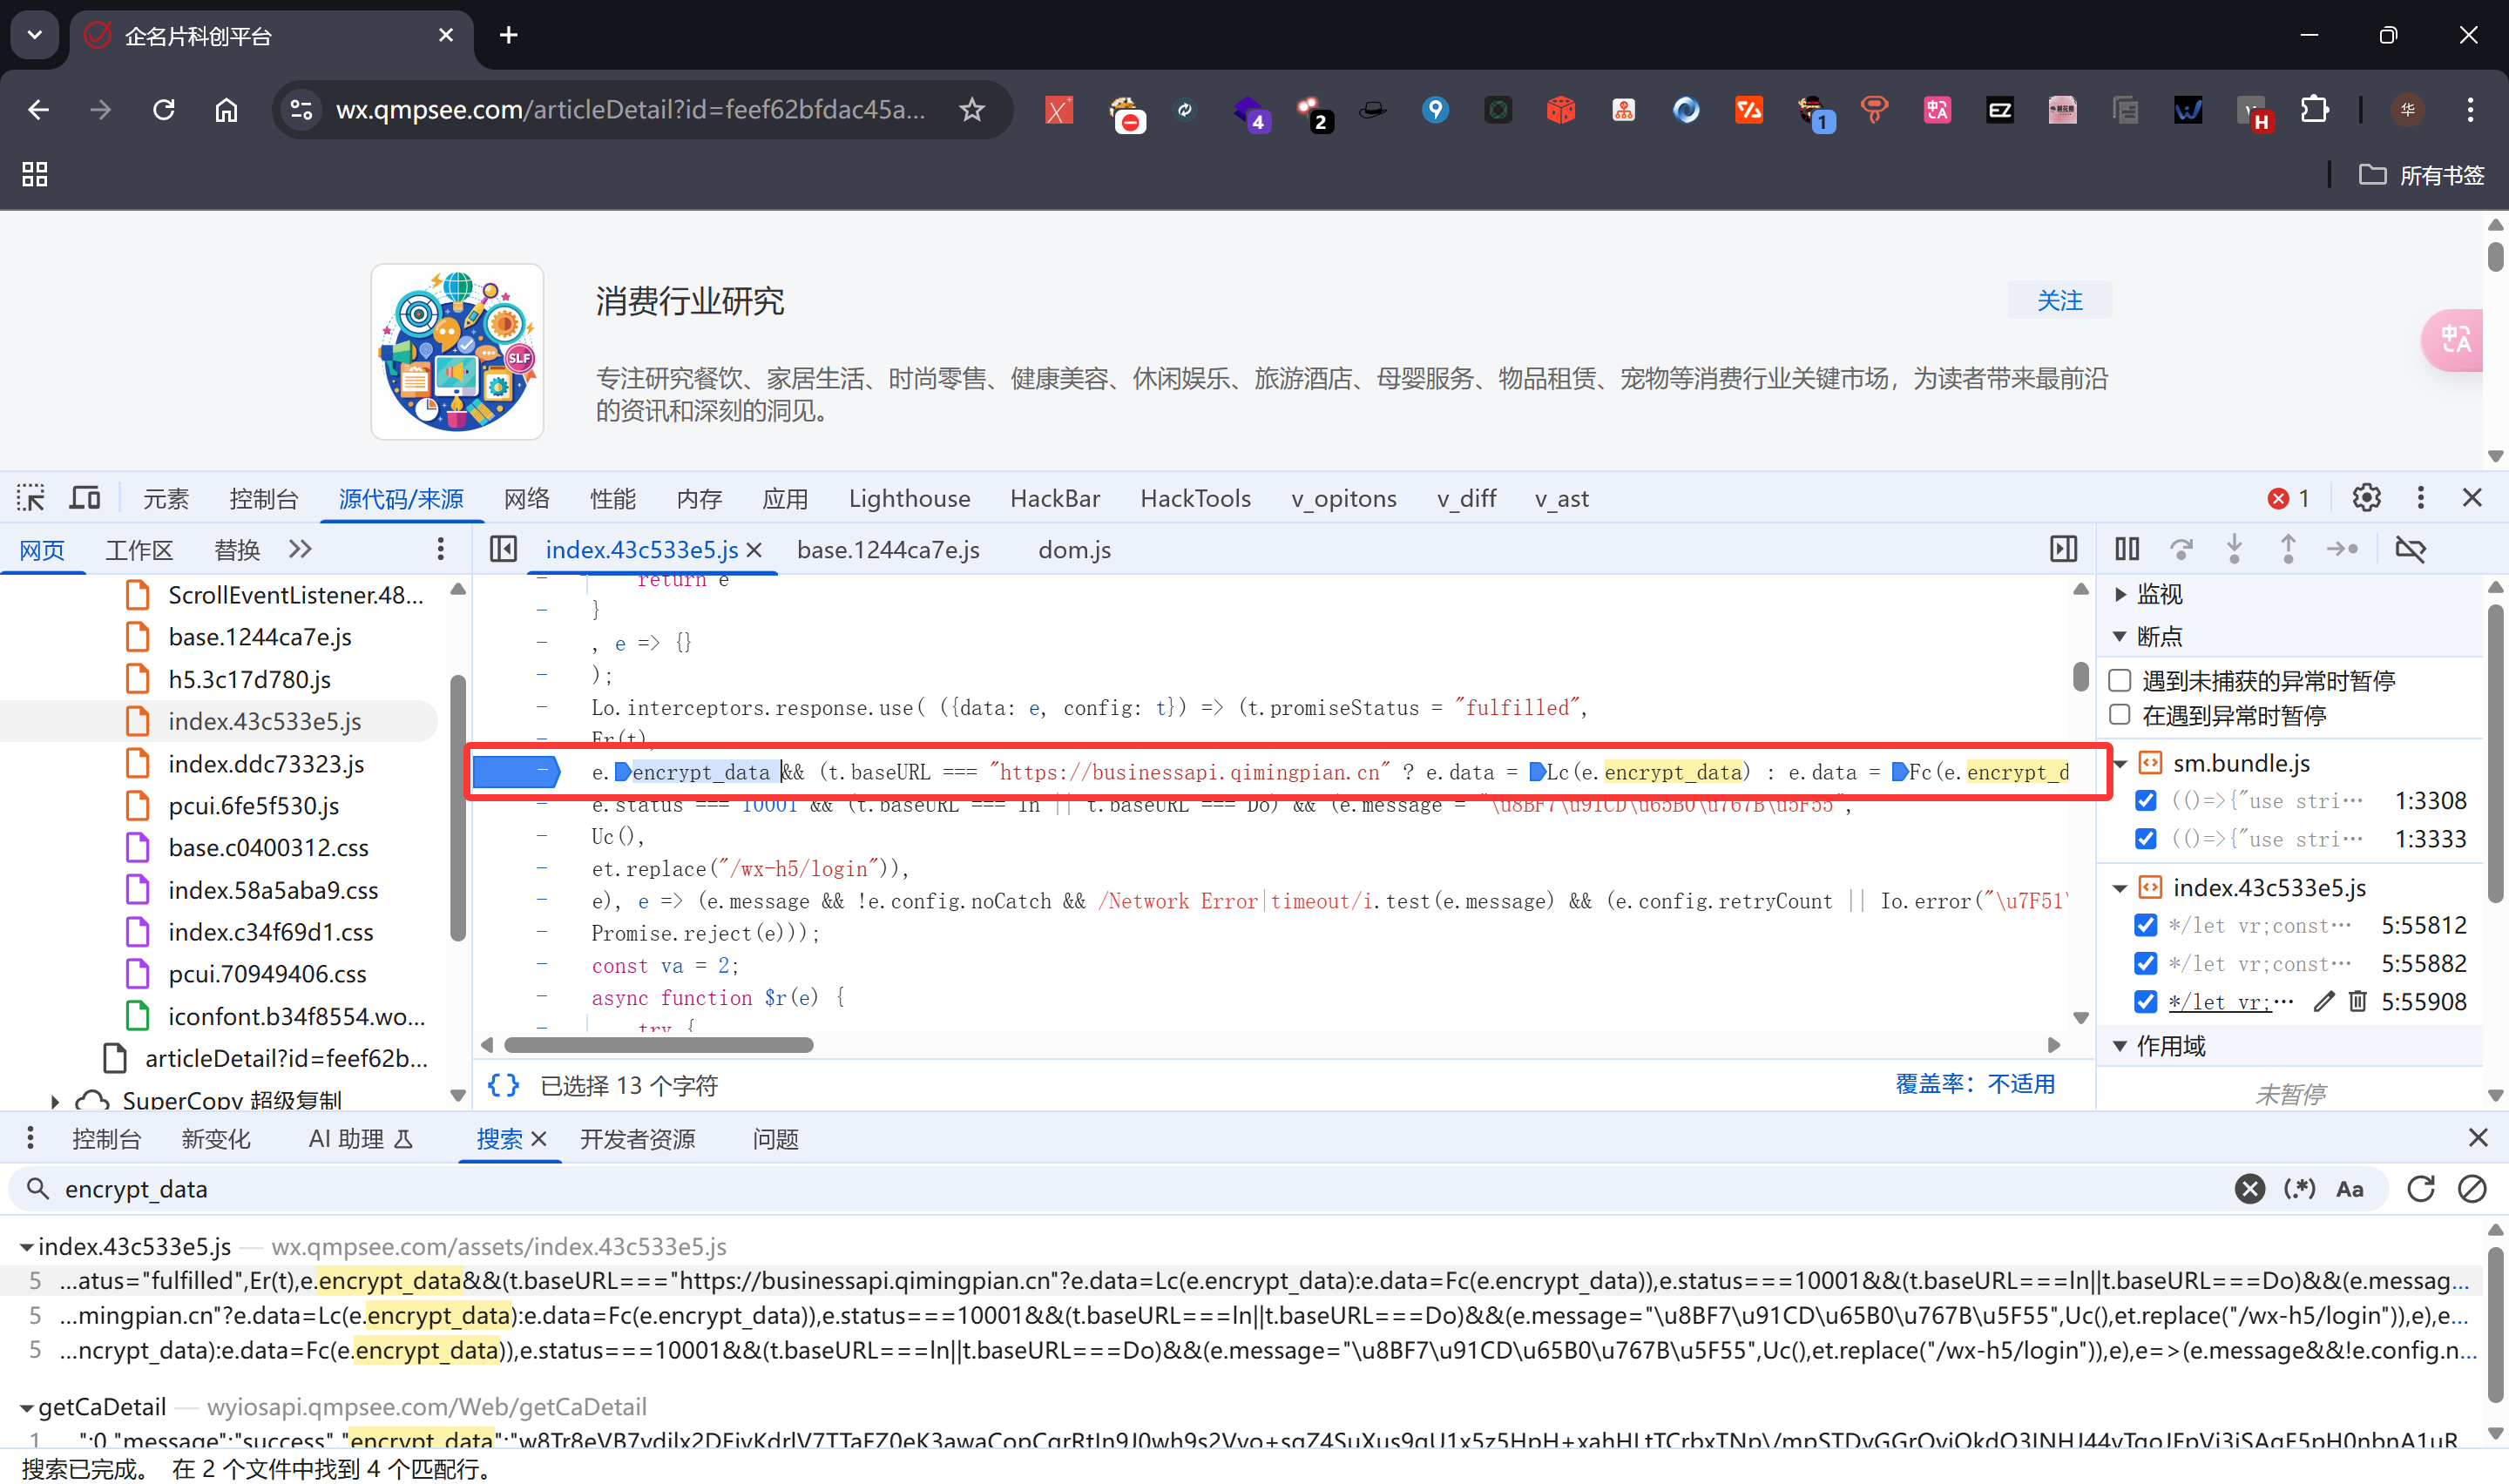 企名片科创平台
wx.qmpsee.com/articleDetail?id=feef62bfdac45a...
4
2
1
EZ
H
华
所有书签
消费行业研究
关注
SLF
专注研究餐饮、家居生活、时尚零售、健康美容、休闲娱乐、旅游酒店、母婴服务、物品租赁、宠物等消费行业关键市场，为读者带来最前沿
的资讯和深刻的洞见。
元素 控制台 源代码/来源 网络 性能 内存 应用 Lighthouse HackBar HackTools v_opitons v_diff v_ast
1
网页 工作区 替换
index.43c533e5.js base.1244ca7e.js dom.js
ScrollEventListener.48...
base.1244ca7e.js
h5.3c17d780.js
index.43c533e5.js
index.ddc73323.js
pcui.6fe5f530.js
base.c0400312.css
index.58a5aba9.css
index.c34f69d1.css
pcui.70949406.css
iconfont.b34f8554.wo...
articleDetail?id=feef62b...
SuperCopy 超级复制
return e
}
, e => {}
);
Lo.interceptors.response.use( ({data: e, config: t}) => (t.promiseStatus = "fulfilled",
Er(t),
e.encrypt_data && (t.baseURL === "https://businessapi.qimingpian.cn" ? e.data = Lc(e.encrypt_data) : e.data = Fc(e.encrypt_d
e.status === 10001 && (t.baseURL === ln || t.baseURL === Do) && (e.message = "\u8BF7\u91CD\u65B0\u767B\u5F55",
Uc(),
et.replace("/wx-h5/login")),
e), e => (e.message && !e.config.noCatch && /Network Error|timeout/i.test(e.message) && (e.config.retryCount || Io.error("\u7F51\
Promise.reject(e)));
const va = 2;
async function $r(e) {
try {
{} 已选择 13 个字符
覆盖率：不适用
监视
断点
遇到未捕获的异常时暂停
在遇到异常时暂停
sm.bundle.js
(()=>{"use stri… 1:3308
(()=>{"use stri… 1:3333
index.43c533e5.js
*/let vr;const… 5:55812
*/let vr;const… 5:55882
*/let vr;… 5:55908
作用域
未暂停
控制台 新变化 AI 助理 搜索 开发者资源 问题
encrypt_data
(.*) Aa
index.43c533e5.js — wx.qmpsee.com/assets/index.43c533e5.js
5 ...atus="fulfilled",Er(t),e.encrypt_data&&(t.baseURL==="https://businessapi.qimingpian.cn"?e.data=Lc(e.encrypt_data):e.data=Fc(e.encrypt_data)),e.status===10001&&(t.baseURL===ln||t.baseURL===Do)&&(e.messag...
5 ...mingpian.cn"?e.data=Lc(e.encrypt_data):e.data=Fc(e.encrypt_data)),e.status===10001&&(t.baseURL===ln||t.baseURL===Do)&&(e.message="\u8BF7\u91CD\u65B0\u767B\u5F55",Uc(),et.replace("/wx-h5/login")),e),e...
5 ...ncrypt_data):e.data=Fc(e.encrypt_data)),e.status===10001&&(t.baseURL===ln||t.baseURL===Do)&&(e.message="\u8BF7\u91CD\u65B0\u767B\u5F55",Uc(),et.replace("/wx-h5/login")),e),e=>(e.message&&!e.config.n...
getCaDetail — wyiosapi.qmpsee.com/Web/getCaDetail
1 ":0,"message":"success","encrypt_data":
搜索已完成。 在 2 个文件中找到 4 个匹配行。